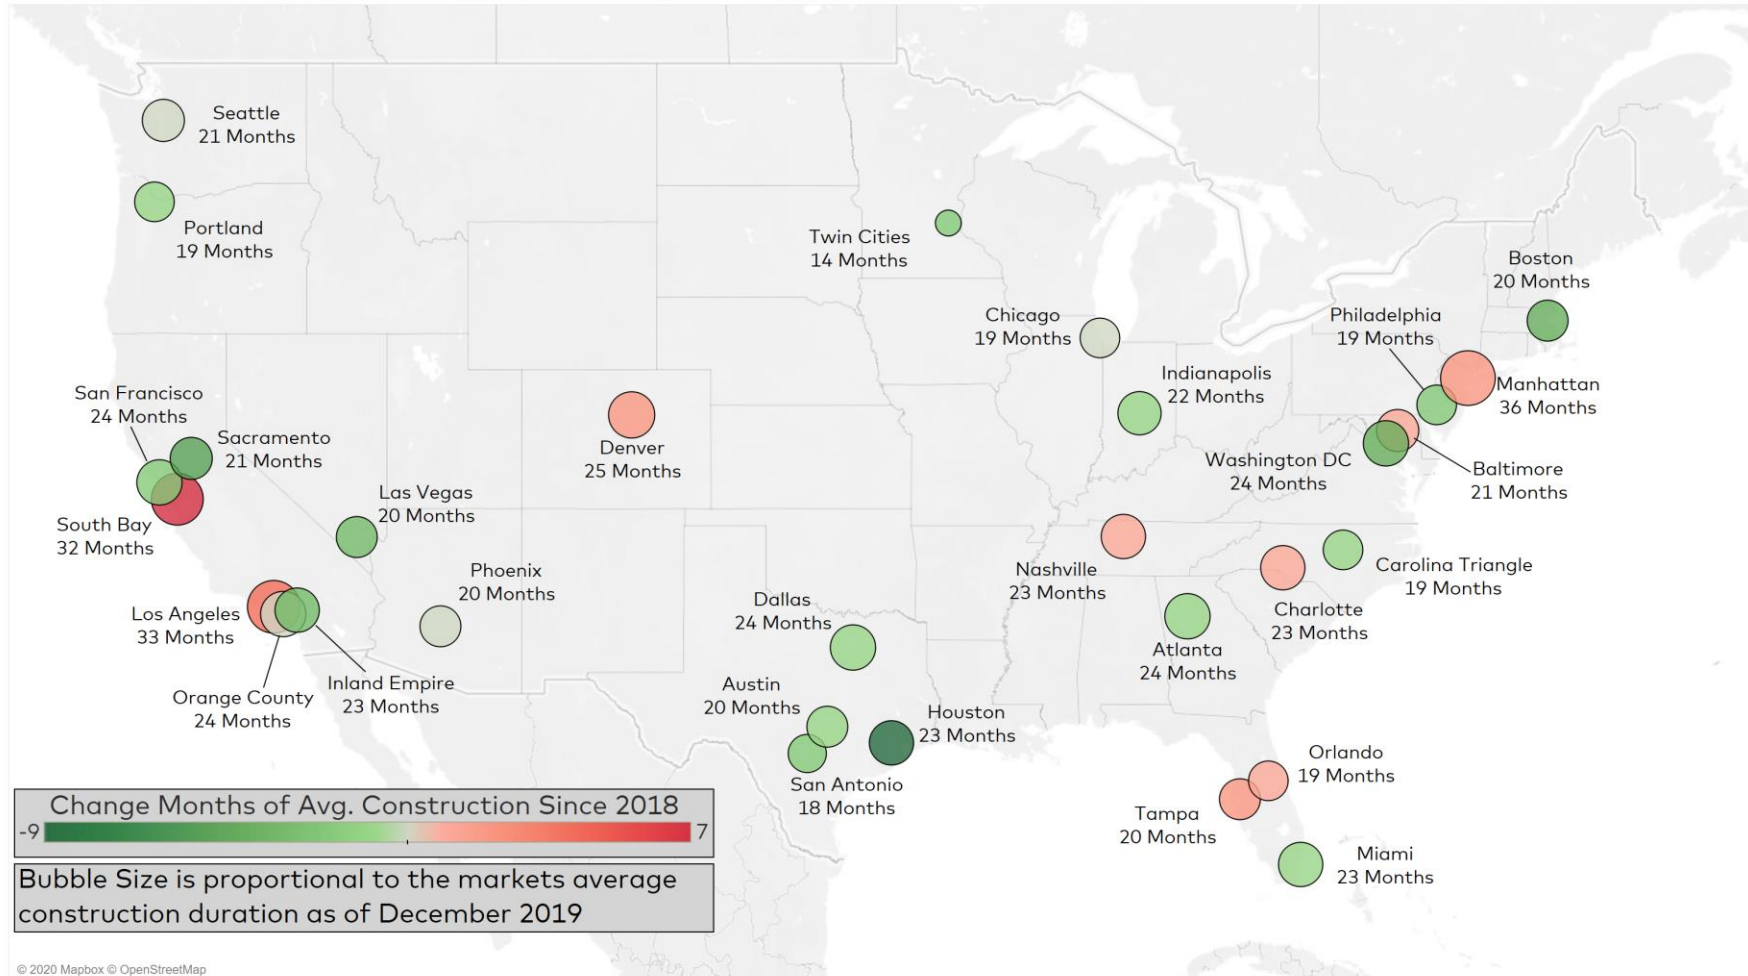 Seattle
21 Months
Portland
19 Months
Twin Cities
14 Months
Boston
20 Months
Chicago
19 Months
Philadelphia
19 Months
Indianapolis
22 Months
Manhattan
36 Months
San Francisco
24 Months
Sacramento
21 Months
Denver
25 Months
Washington DC
24 Months
Baltimore
21 Months
South Bay
32 Months
Las Vegas
20 Months
Phoenix
20 Months
Nashville
23 Months
Carolina Triangle
19 Months
Los Angeles
33 Months
Dallas
24 Months
Charlotte
23 Months
Atlanta
24 Months
Orange County
24 Months
Inland Empire
23 Months
Austin
20 Months
Houston
23 Months
San Antonio
18 Months
Orlando
19 Months
Tampa
20 Months
Miami
23 Months
Change Months of Avg. Construction Since 2018
-9 7
Bubble Size is proportional to the markets average
construction duration as of December 2019
© 2020 Mapbox © OpenStreetMap